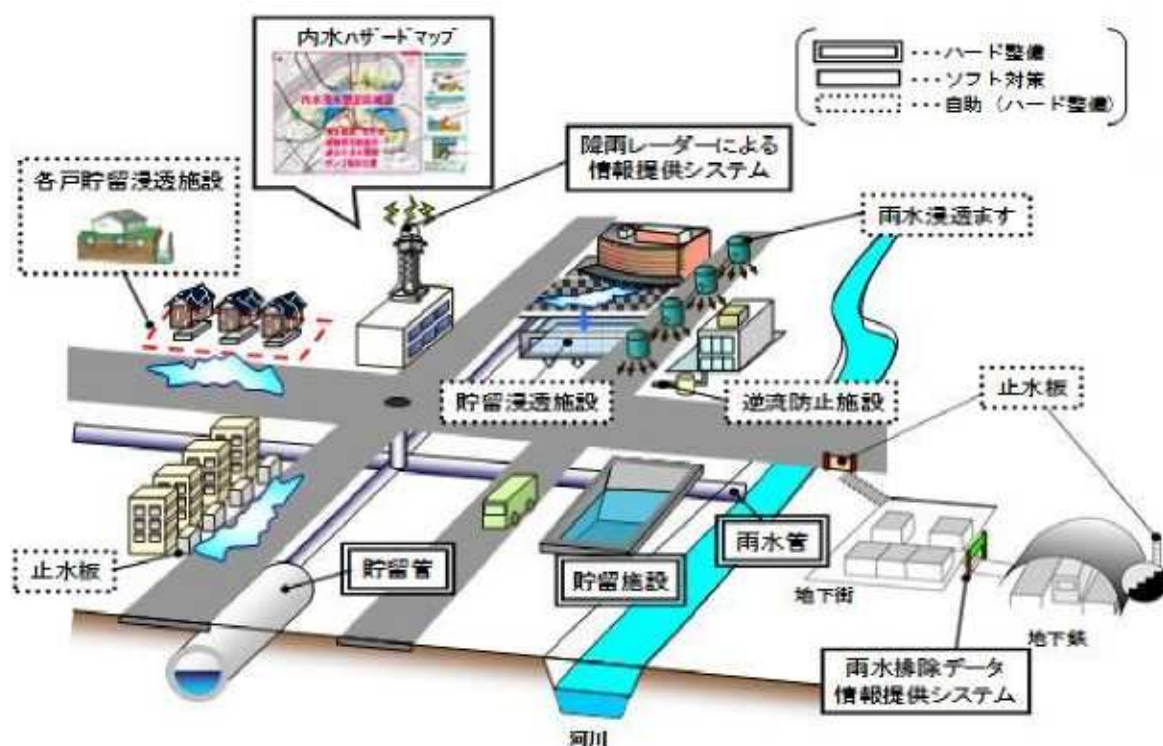 内水ハザードマップ
･･･ハード整備
･･･ソフト対策
･･･自助（ハード整備）
降雨レーダーによる
情報提供システム
各戸貯留浸透施設
雨水浸透ます
貯留浸透施設
逆流防止施設
止水板
雨水管
貯留管
貯留施設
止水板
地下街
地下鉄
雨水排除データ
情報提供システム
河川